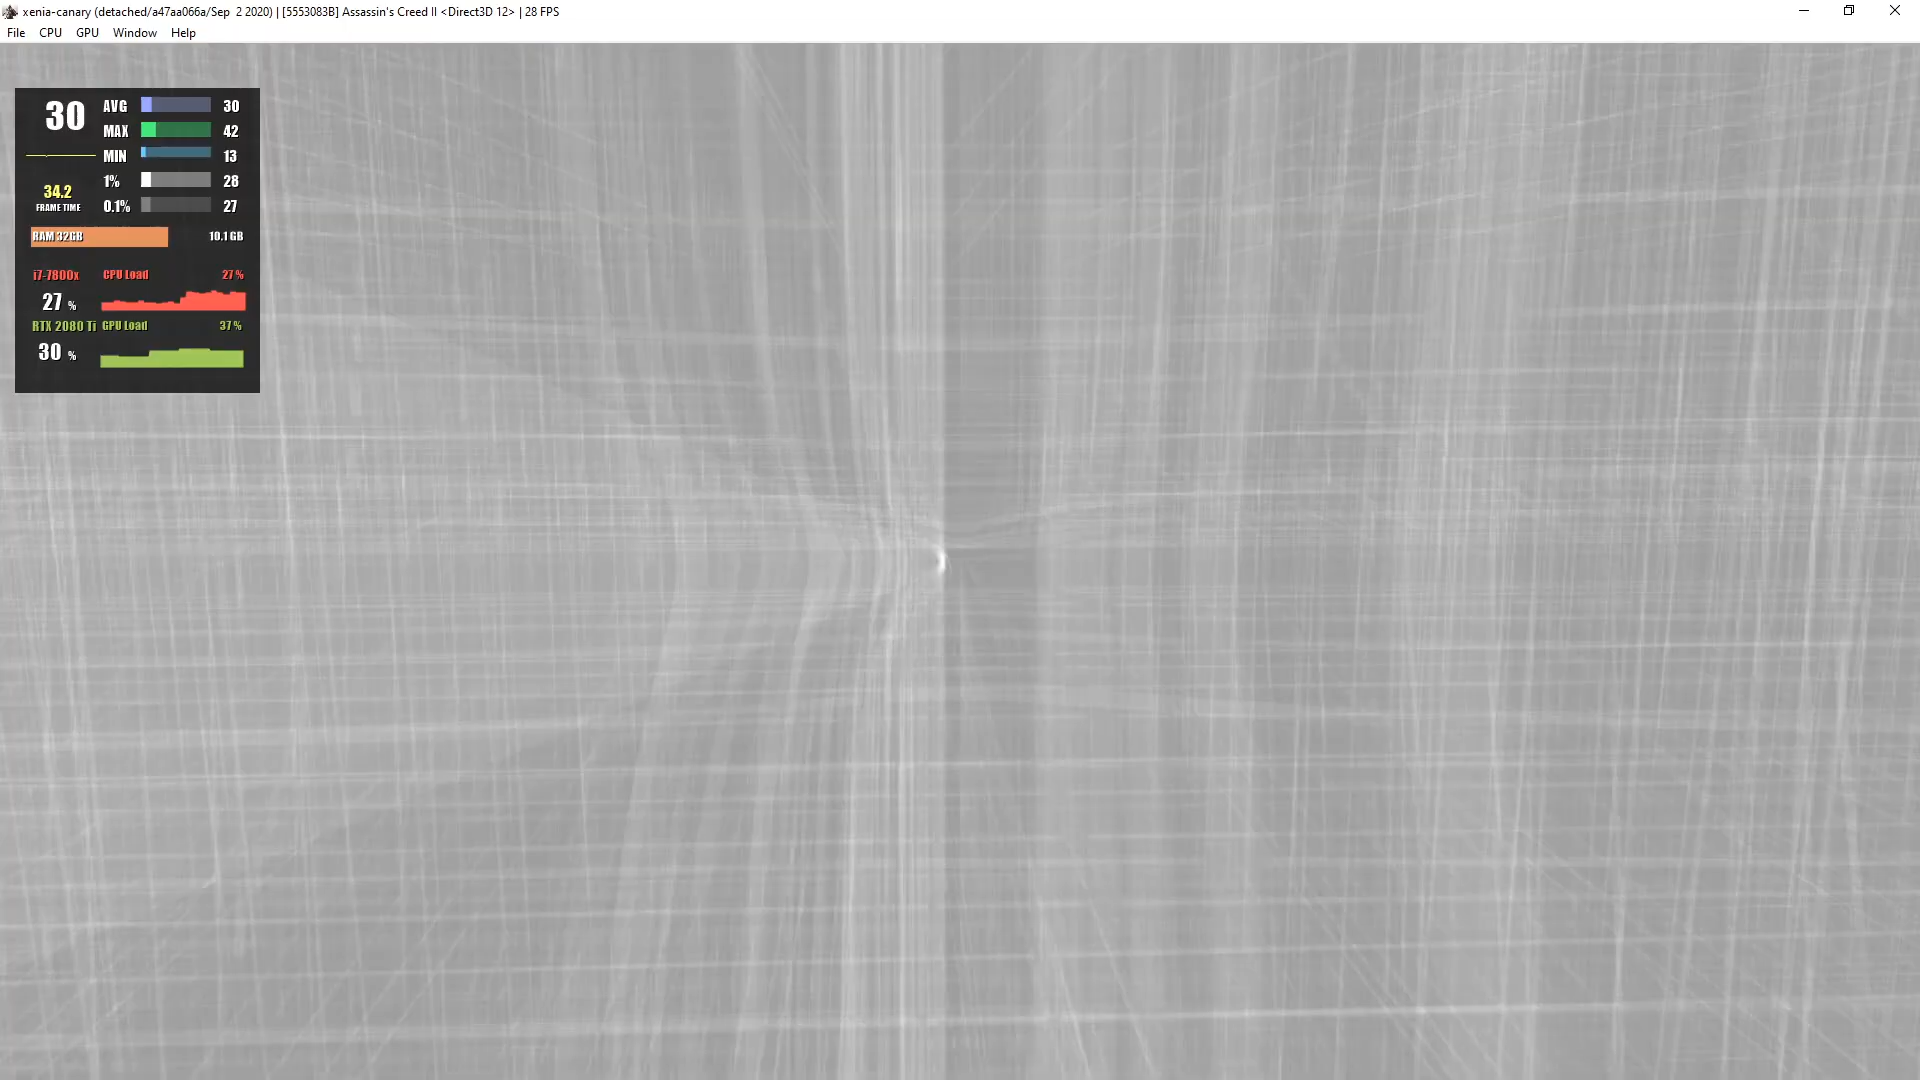 xenia-canary (detached/a47aa066a/Sep  2 2020) | [5553083B] Assassin's Creed II <Direct3D 12> | 28 FPS
File CPU GPU Window Help
30 AVG 30
MAX 42
MIN 13
34.2 1% 28
FRAME TIME 0.1% 27
RAM 32GB 10.1 GB
i7-7800x CPU Load 27 %
27 %
RTX 2080 Ti GPU Load 37 %
30 %